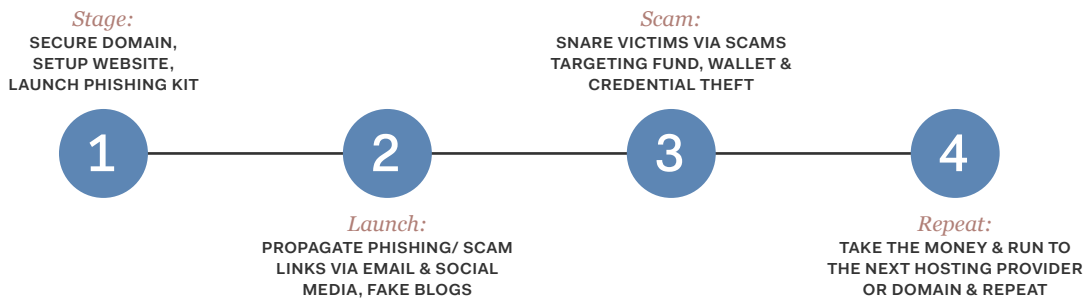 Stage:
SECURE DOMAIN,
SETUP WEBSITE,
LAUNCH PHISHING KIT
1
2
Launch:
PROPAGATE PHISHING/ SCAM
LINKS VIA EMAIL & SOCIAL
MEDIA, FAKE BLOGS
Scam:
SNARE VICTIMS VIA SCAMS
TARGETING FUND, WALLET &
CREDENTIAL THEFT
3
4
Repeat:
TAKE THE MONEY & RUN TO
THE NEXT HOSTING PROVIDER
OR DOMAIN & REPEAT